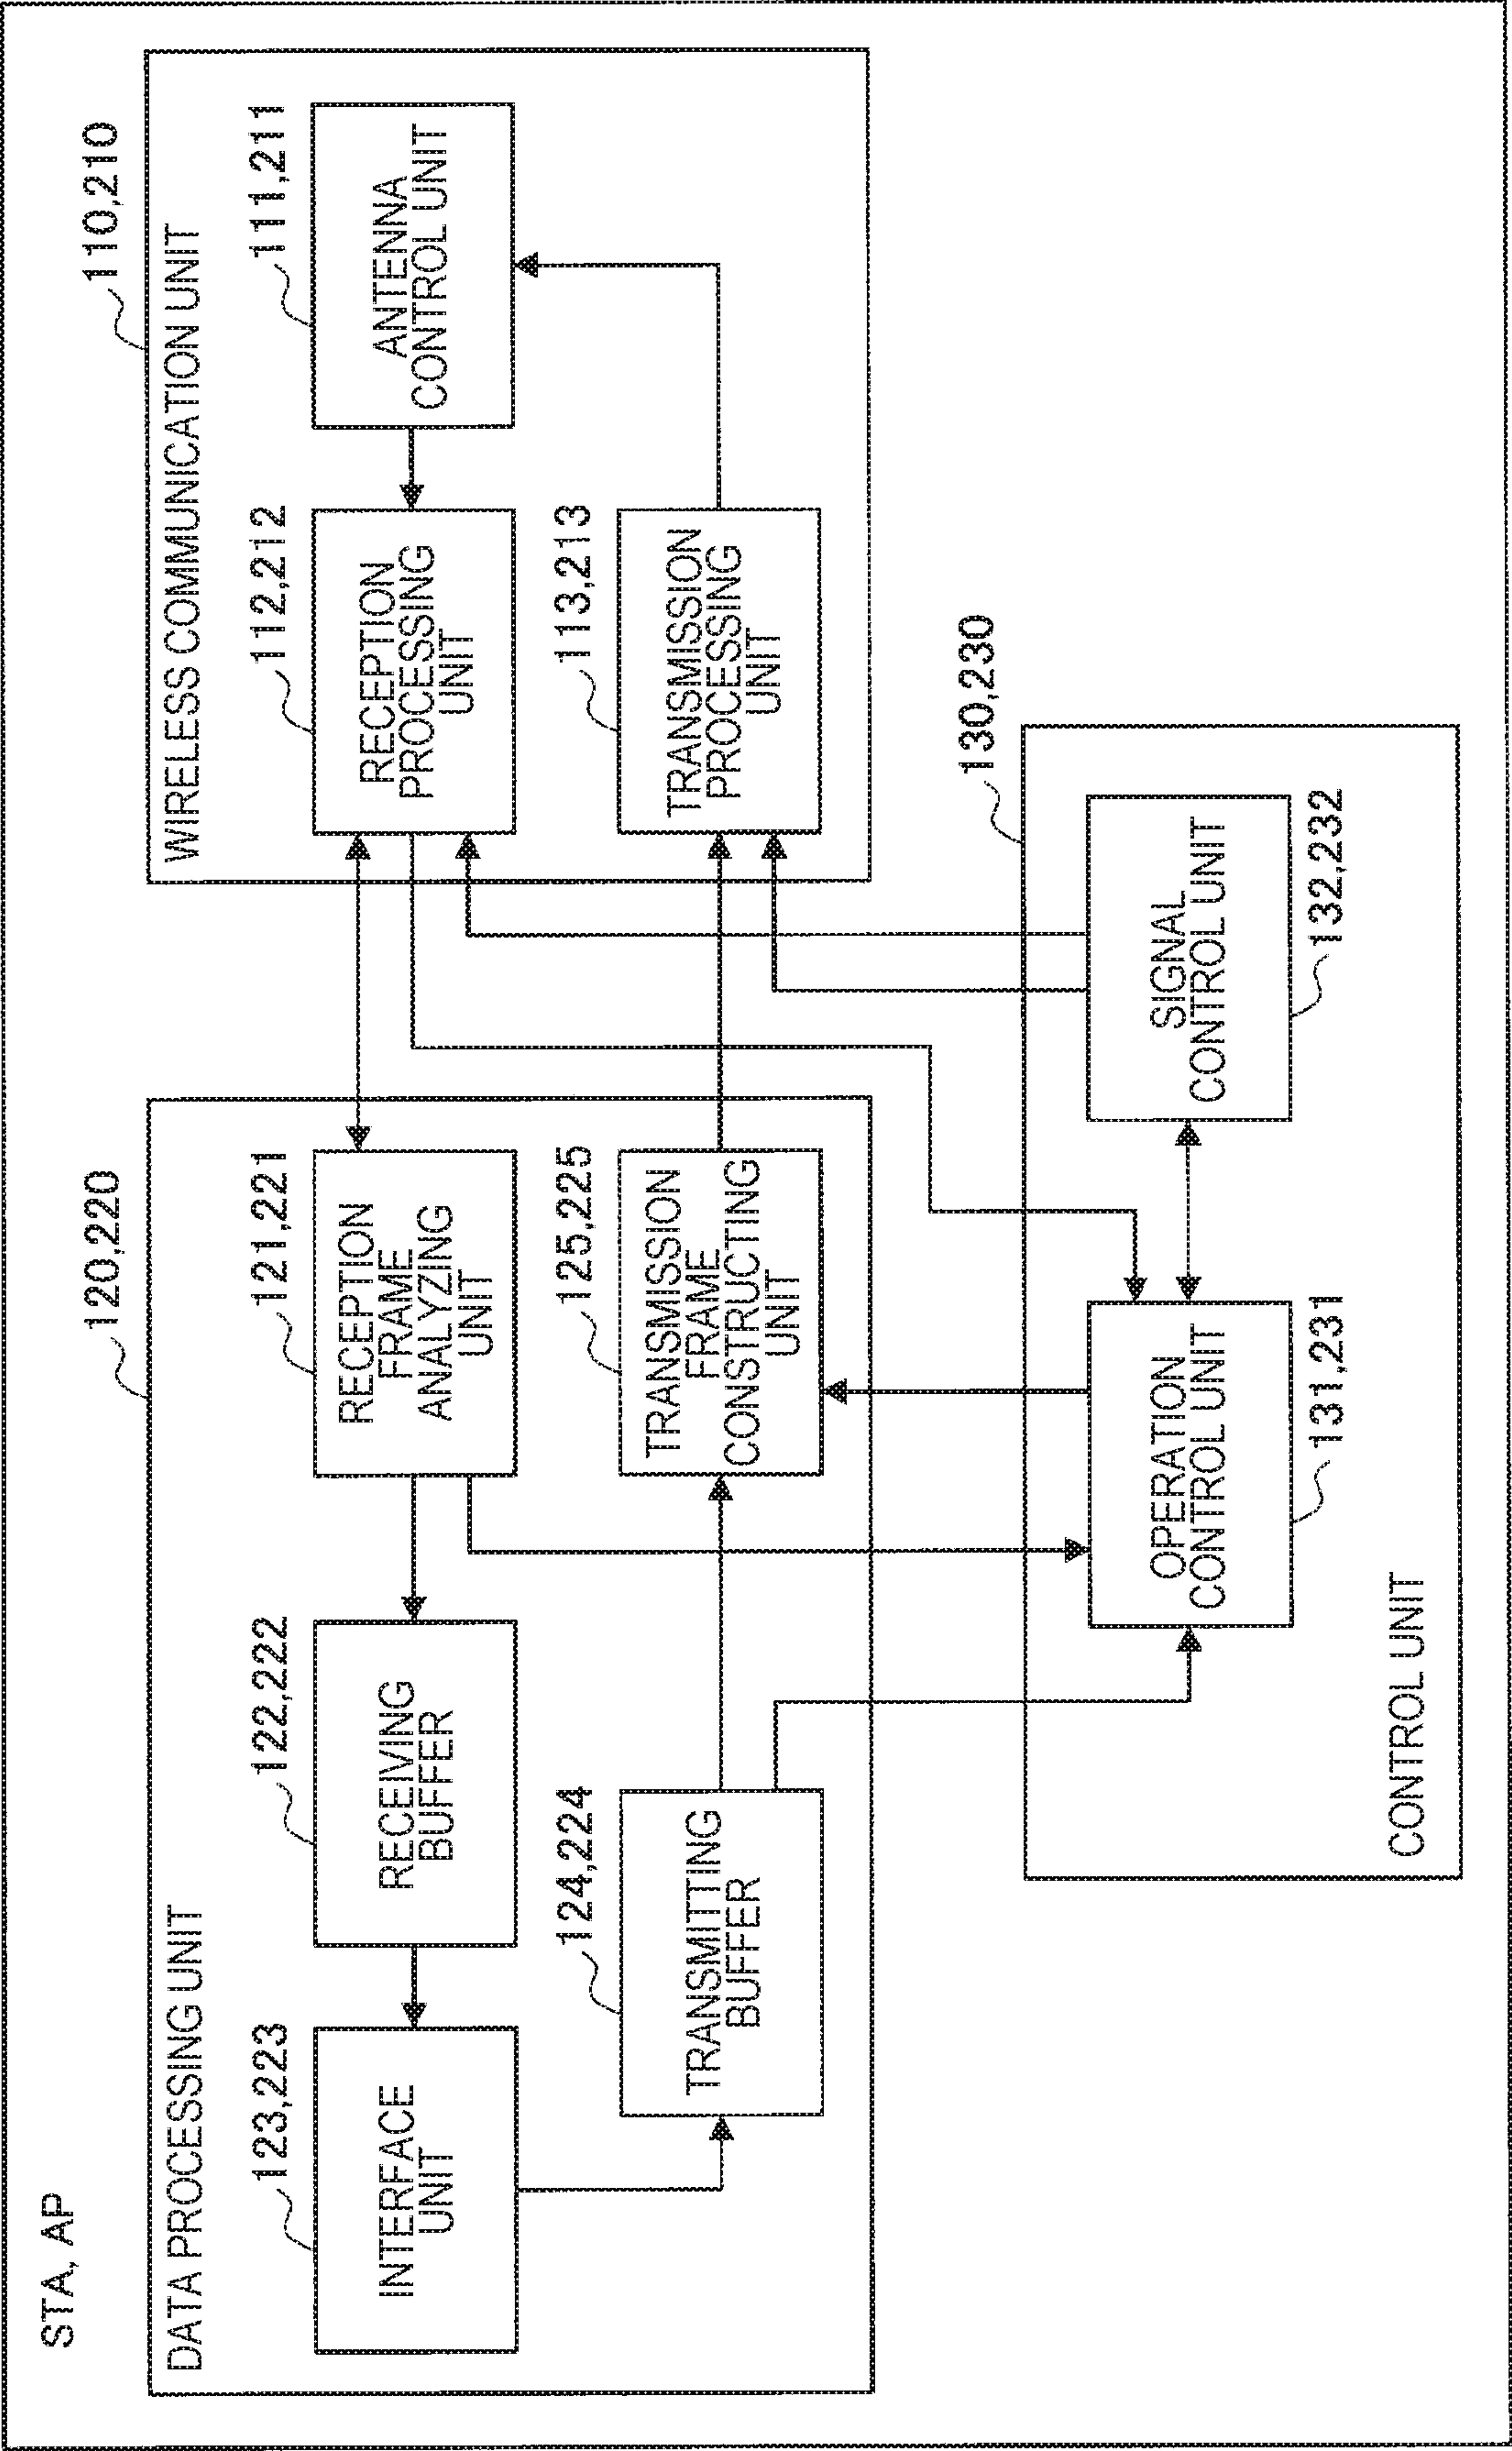 STA, AP
120,220
DATA PROCESSING UNIT
123,223
INTERFACE
UNIT
122,222
RECEIVING
BUFFER
121,221
RECEPTION
FRAME
ANALYZING
UNIT
124,224
TRANSMITTING
BUFFER
125,225
TRANSMISSION
FRAME
CONSTRUCTING
UNIT
110,210
WIRELESS COMMUNICATION UNIT
112,212
RECEPTION
PROCESSING
UNIT
111,211
ANTENNA
CONTROL UNIT
113,213
TRANSMISSION
PROCESSING
UNIT
130,230
OPERATION
CONTROL UNIT
131,231
SIGNAL
CONTROL UNIT
132,232
CONTROL UNIT